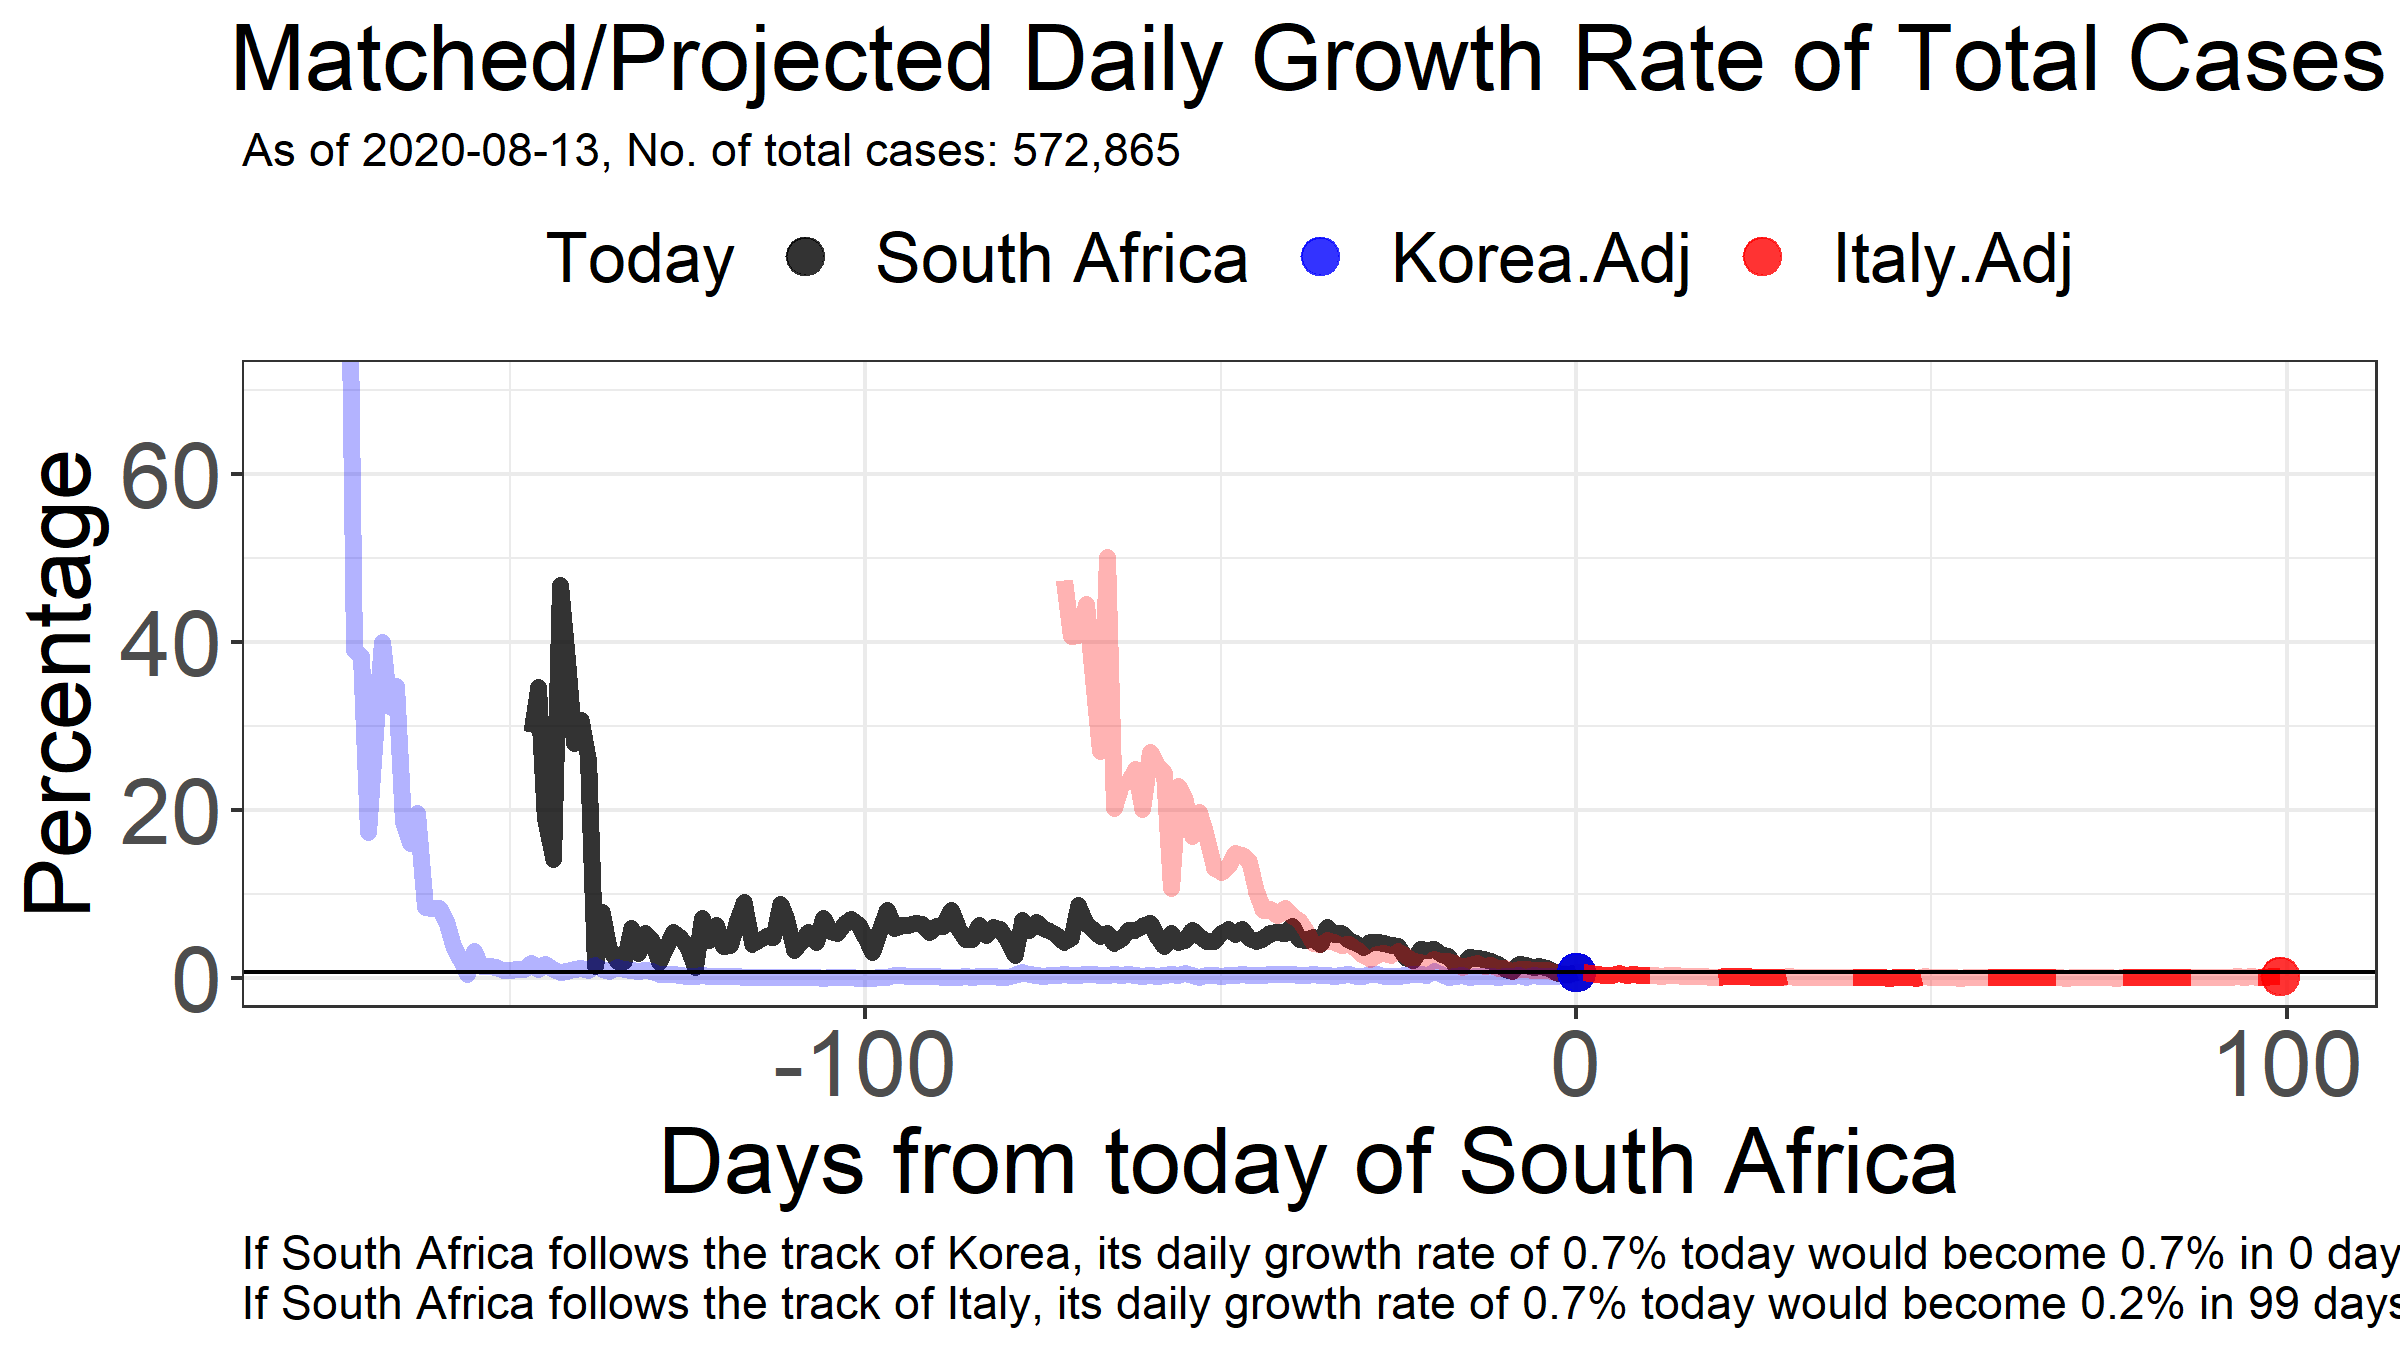 Matched/Projected Daily Growth Rate of Total Cases
As of 2020-08-13, No. of total cases: 572,865
Today South Africa Korea.Adj Italy.Adj
Percentage
60
40
20
0
-100 0 100
Days from today of South Africa
If South Africa follows the track of Korea, its daily growth rate of 0.7% today would become 0.7% in 0 day
If South Africa follows the track of Italy, its daily growth rate of 0.7% today would become 0.2% in 99 days